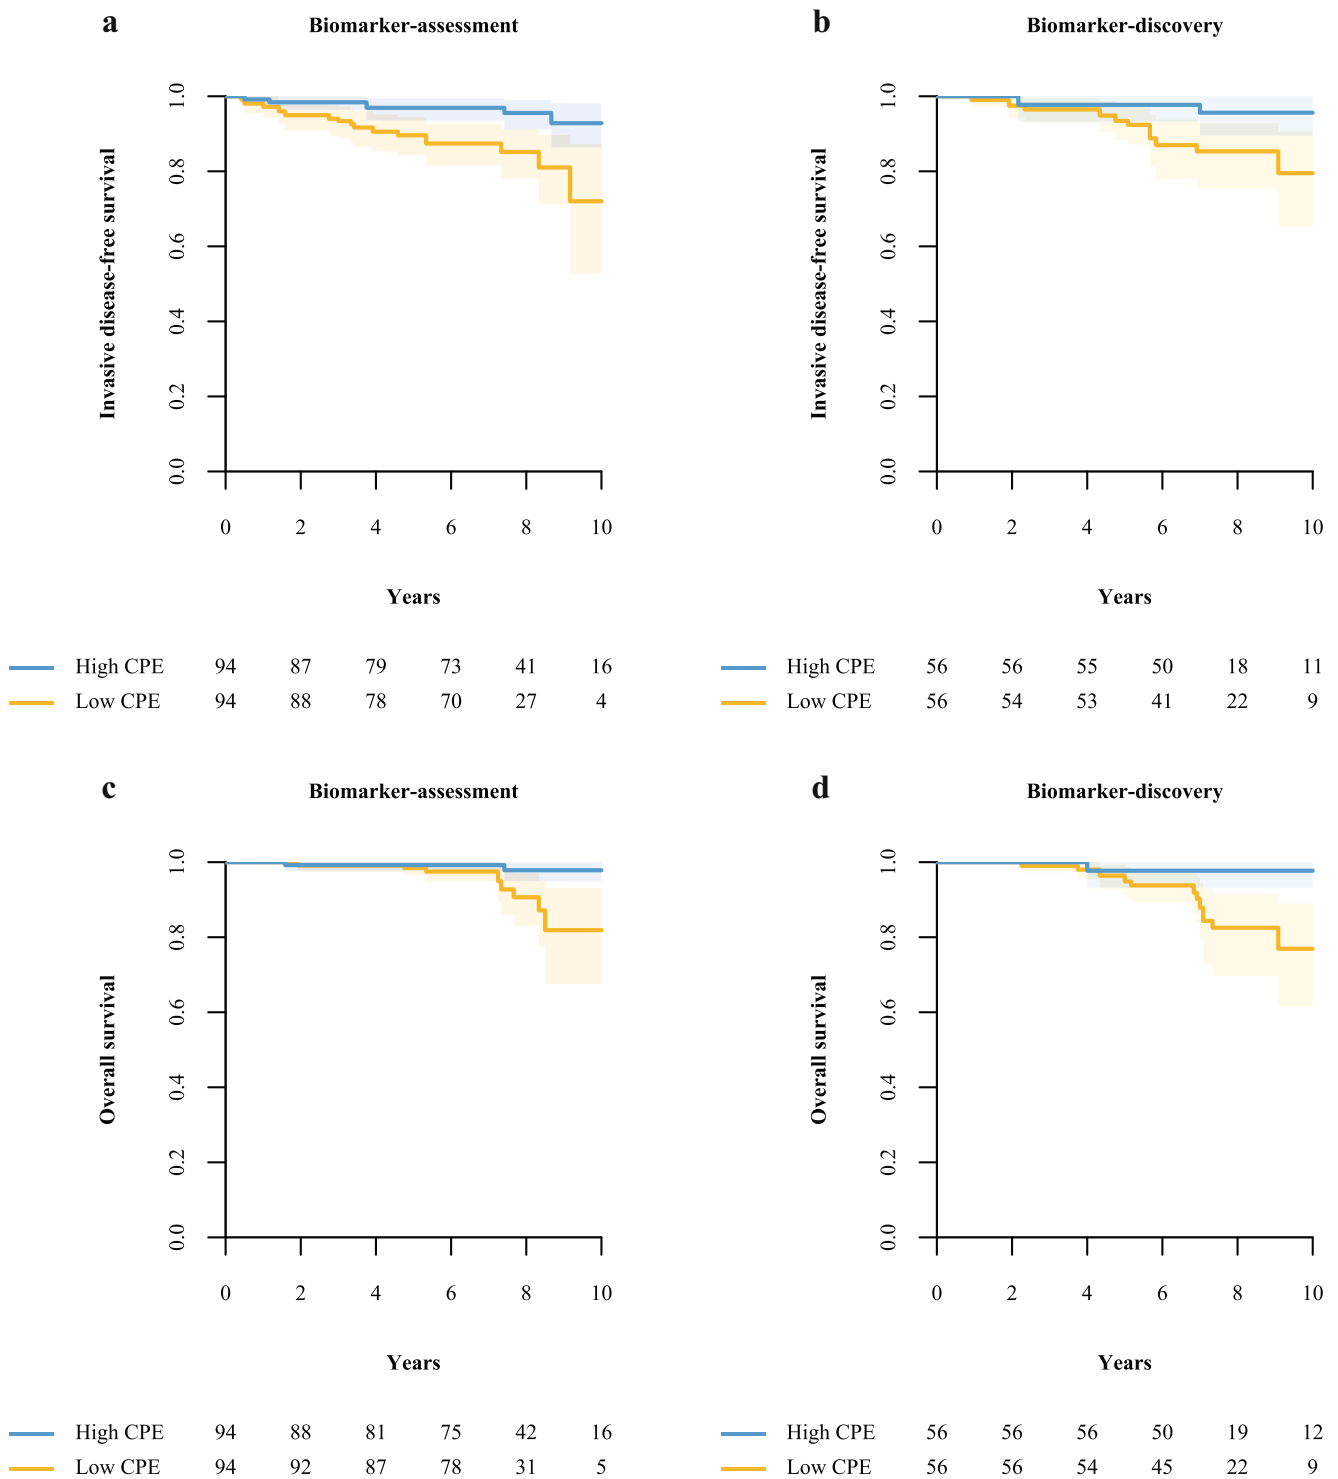 a Biomarker-assessment
Invasive disease-free survival
1.0
0.8
0.6
0.4
0.2
0.0
0 2 4 6 8 10
Years
High CPE 94 87 79 73 41 16
Low CPE 94 88 78 70 27 4
b Biomarker-discovery
Invasive disease-free survival
1.0
0.8
0.6
0.4
0.2
0.0
0 2 4 6 8 10
Years
High CPE 56 56 55 50 18 11
Low CPE 56 54 53 41 22 9
c Biomarker-assessment
Overall survival
1.0
0.8
0.6
0.4
0.2
0.0
0 2 4 6 8 10
Years
High CPE 94 88 81 75 42 16
Low CPE 94 92 87 78 31 5
d Biomarker-discovery
Overall survival
1.0
0.8
0.6
0.4
0.2
0.0
0 2 4 6 8 10
Years
High CPE 56 56 56 50 19 12
Low CPE 56 56 54 45 22 9